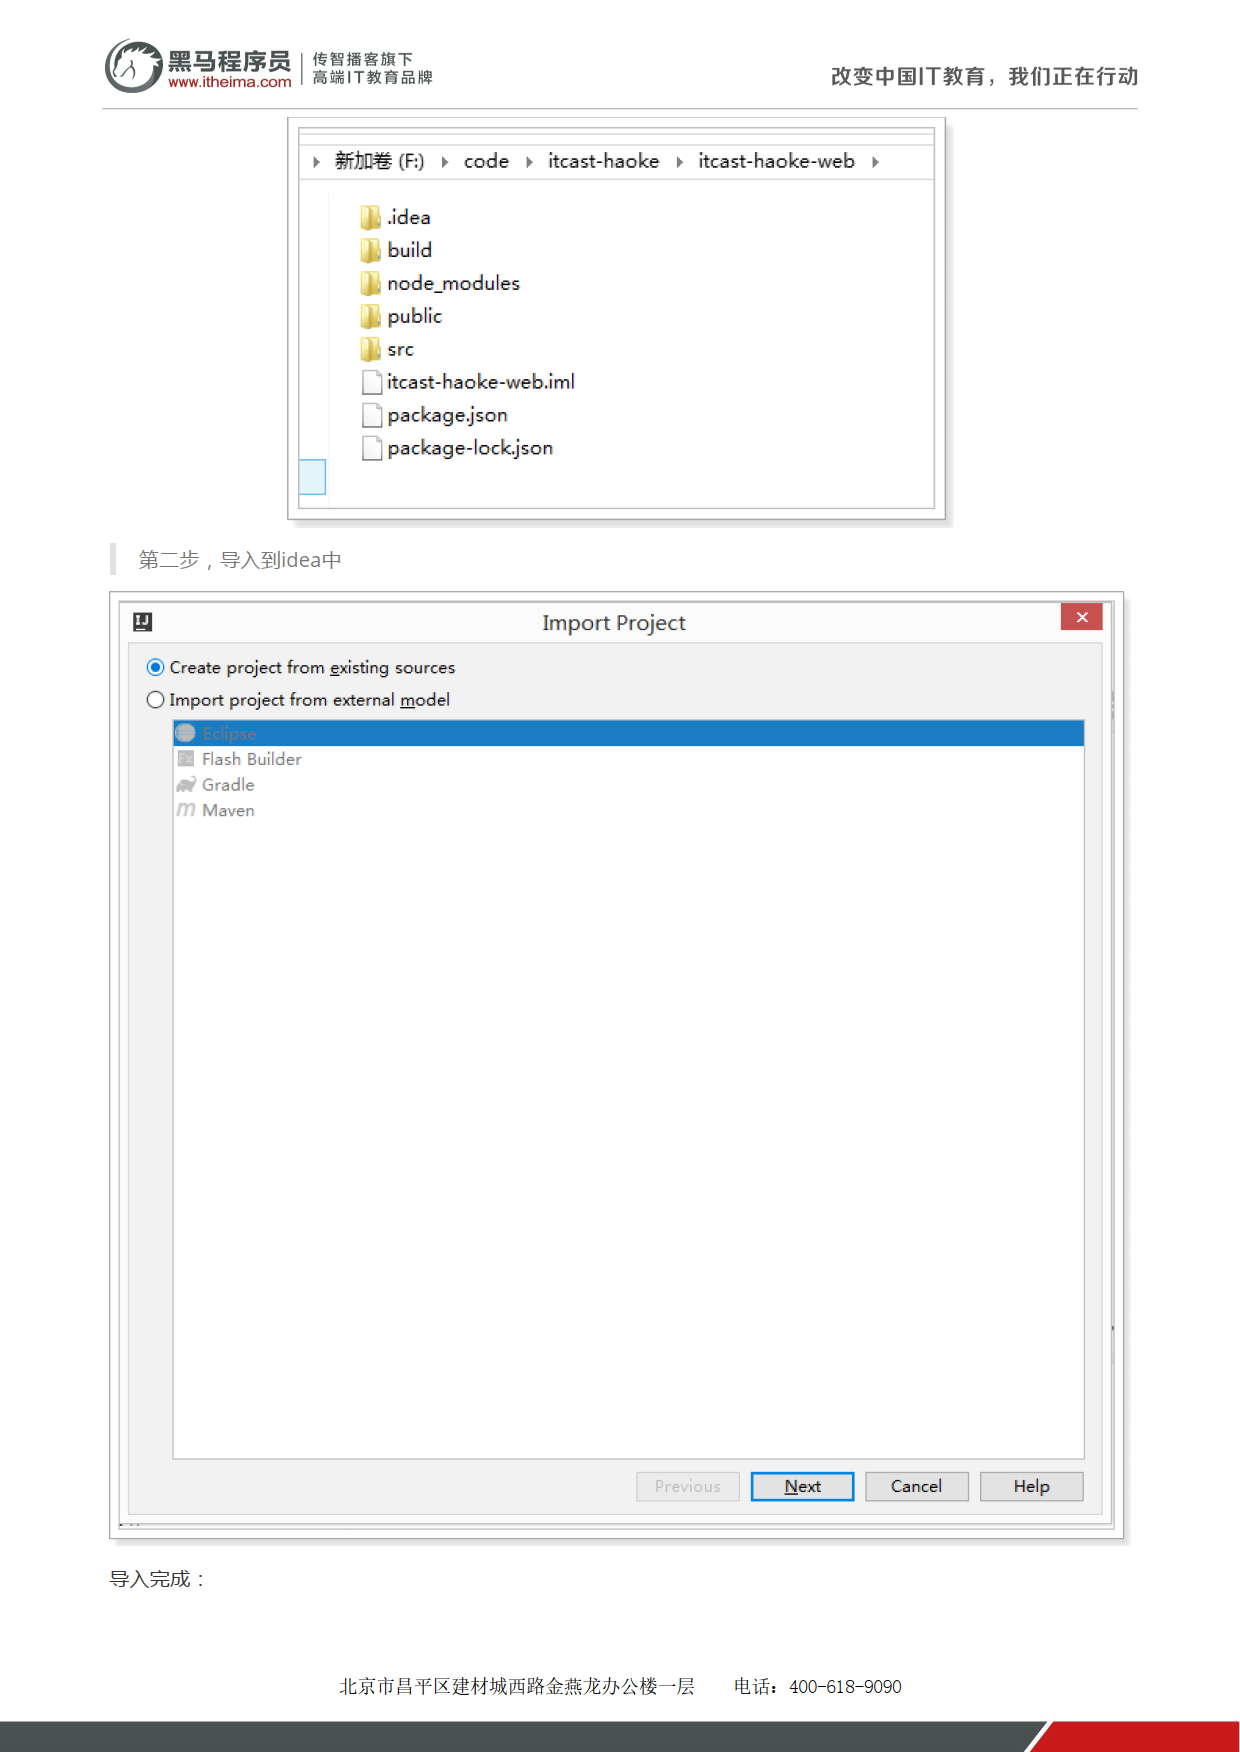 黑马程序员
www.itheima.com
传智播客旗下
高端IT教育品牌
改变中国IT教育，我们正在行动
新加卷 (F:) code itcast-haoke itcast-haoke-web
.idea
build
node_modules
public
src
itcast-haoke-web.iml
package.json
package-lock.json
第二步，导入到idea中
IJ
Import Project
Create project from existing sources
Import project from external model
Eclipse
Flash Builder
Gradle
Maven
Previous Next Cancel Help
导入完成：
北京市昌平区建材城西路金燕龙办公楼一层 电话：400-618-9090